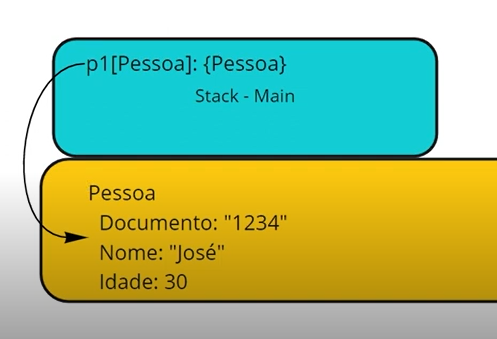 p1[Pessoa]: {Pessoa}
Stack - Main
Pessoa
Documento: "1234"
Nome: "José"
Idade: 30